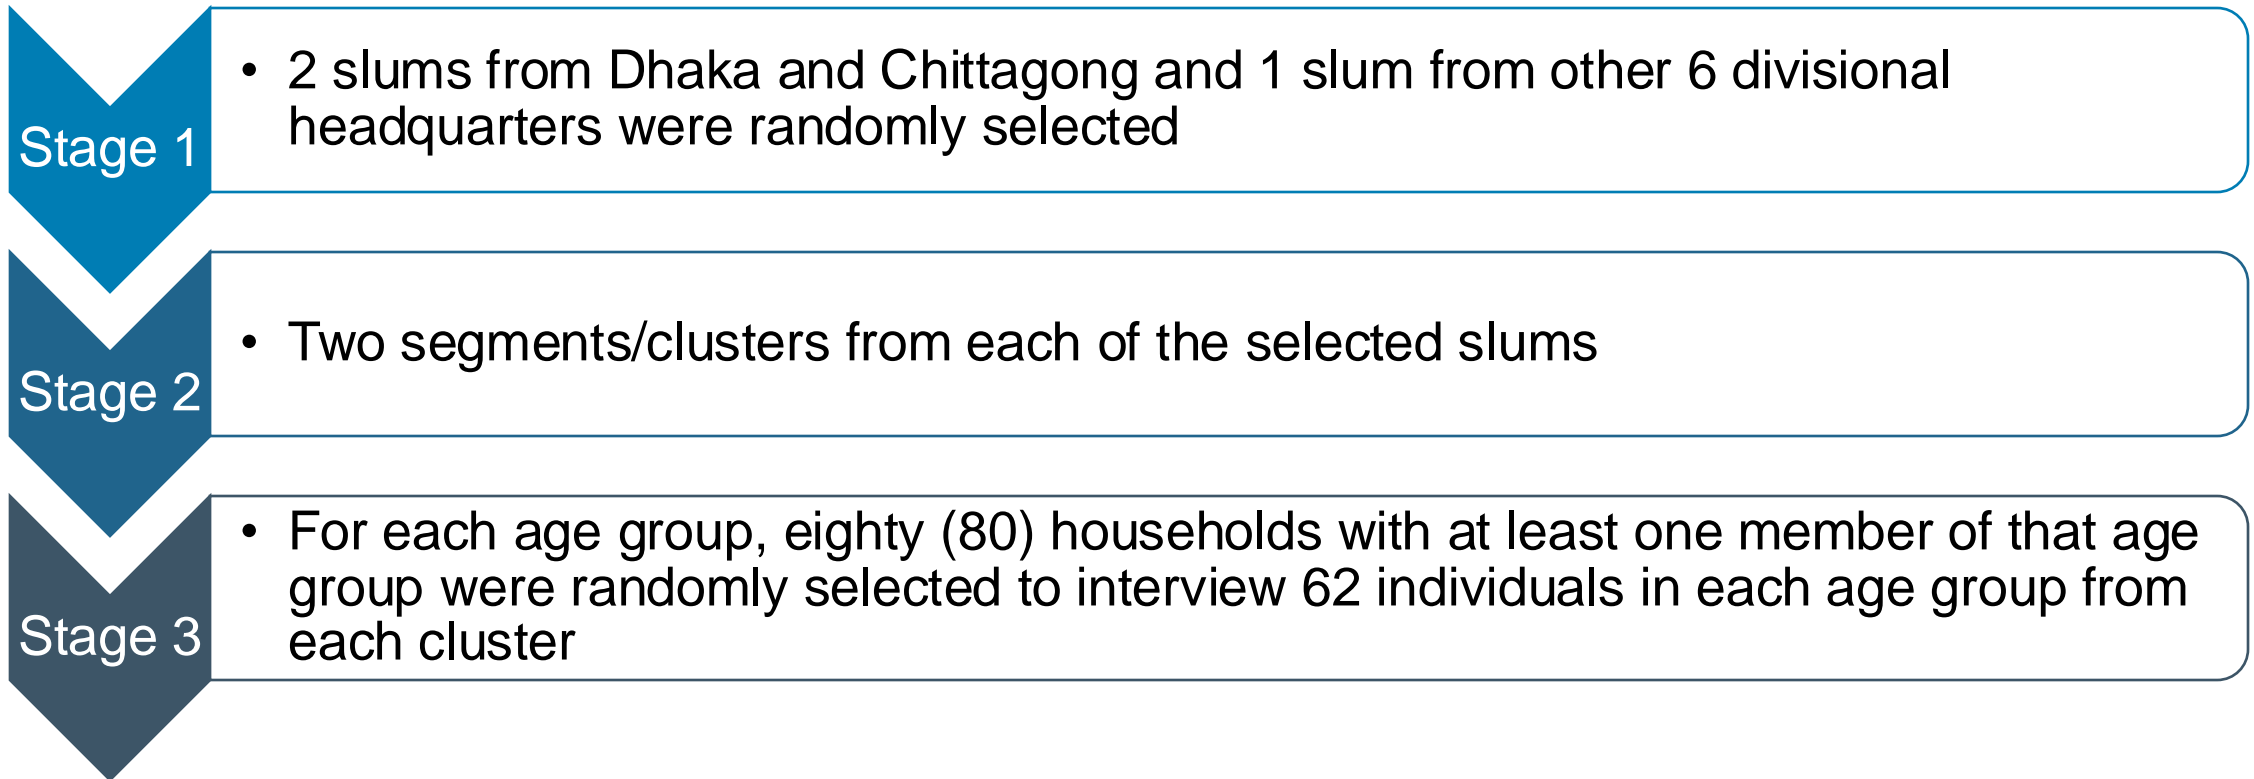 Stage 1
• 2 slums from Dhaka and Chittagong and 1 slum from other 6 divisional
headquarters were randomly selected
Stage 2
• Two segments/clusters from each of the selected slums
Stage 3
• For each age group, eighty (80) households with at least one member of that age
group were randomly selected to interview 62 individuals in each age group from
each cluster